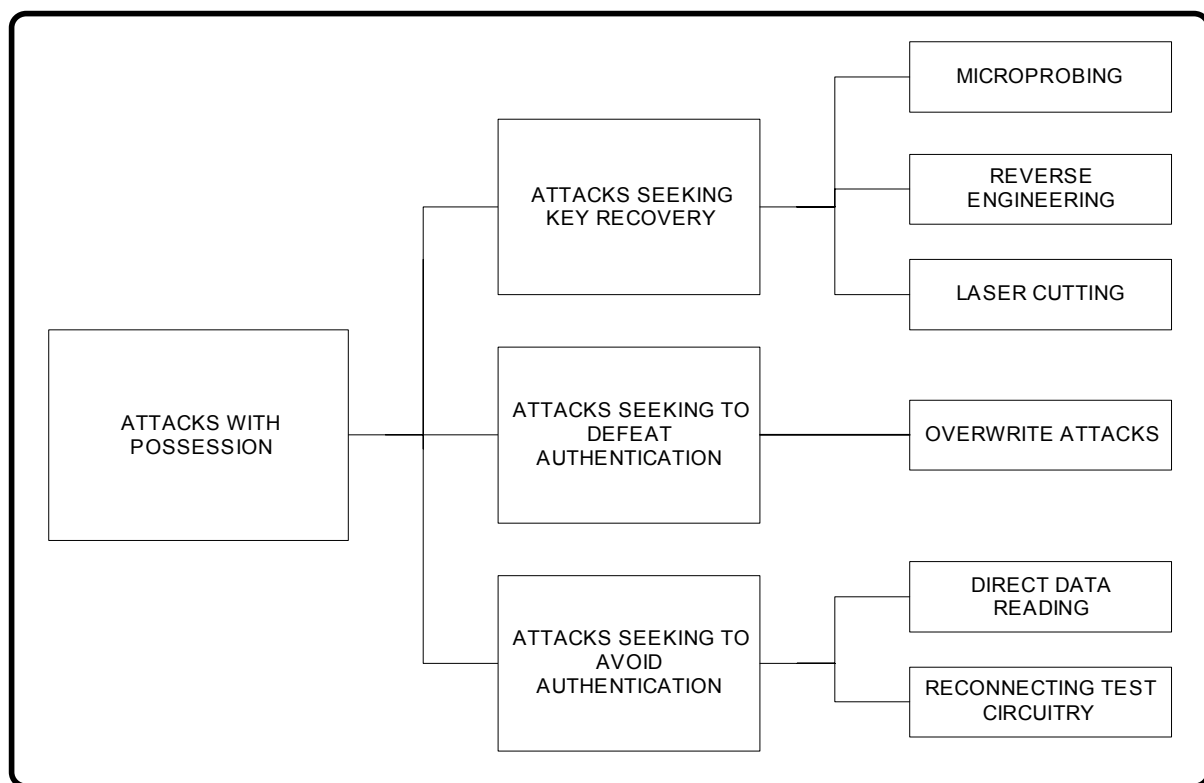 ATTACKS WITH
POSSESSION
ATTACKS SEEKING
KEY RECOVERY
MICROPROBING
REVERSE
ENGINEERING
LASER CUTTING
ATTACKS SEEKING TO
DEFEAT
AUTHENTICATION
OVERWRITE ATTACKS
ATTACKS SEEKING TO
AVOID
AUTHENTICATION
DIRECT DATA
READING
RECONNECTING TEST
CIRCUITRY